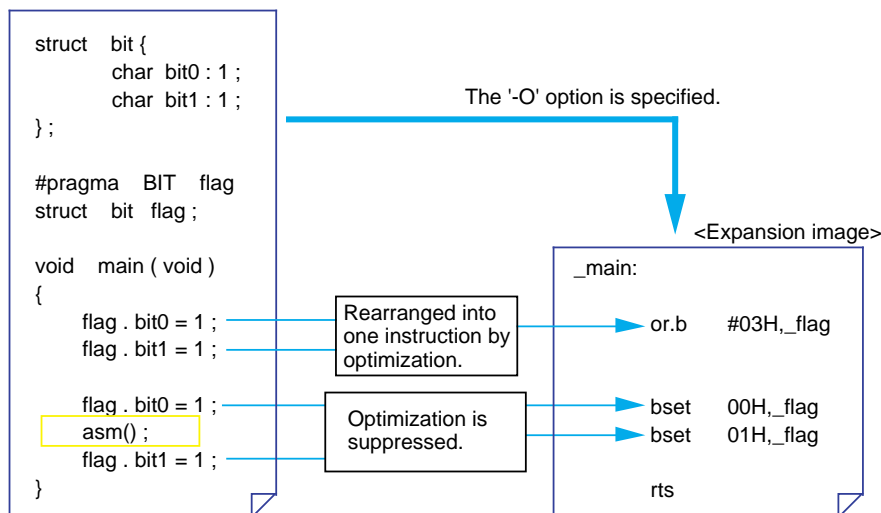 struct bit {
char bit0 : 1 ;
char bit1 : 1 ;
} ;
#pragma BIT flag
struct bit flag ;
void main ( void )
{
flag . bit0 = 1 ;
flag . bit1 = 1 ;
flag . bit0 = 1 ;
asm() ;
flag . bit1 = 1 ;
}
The '-O' option is specified.
Rearranged into
one instruction by
optimization.
Optimization is
suppressed.
<Expansion image>
_main:
or.b #03H,_flag
bset 00H,_flag
bset 01H,_flag
rts